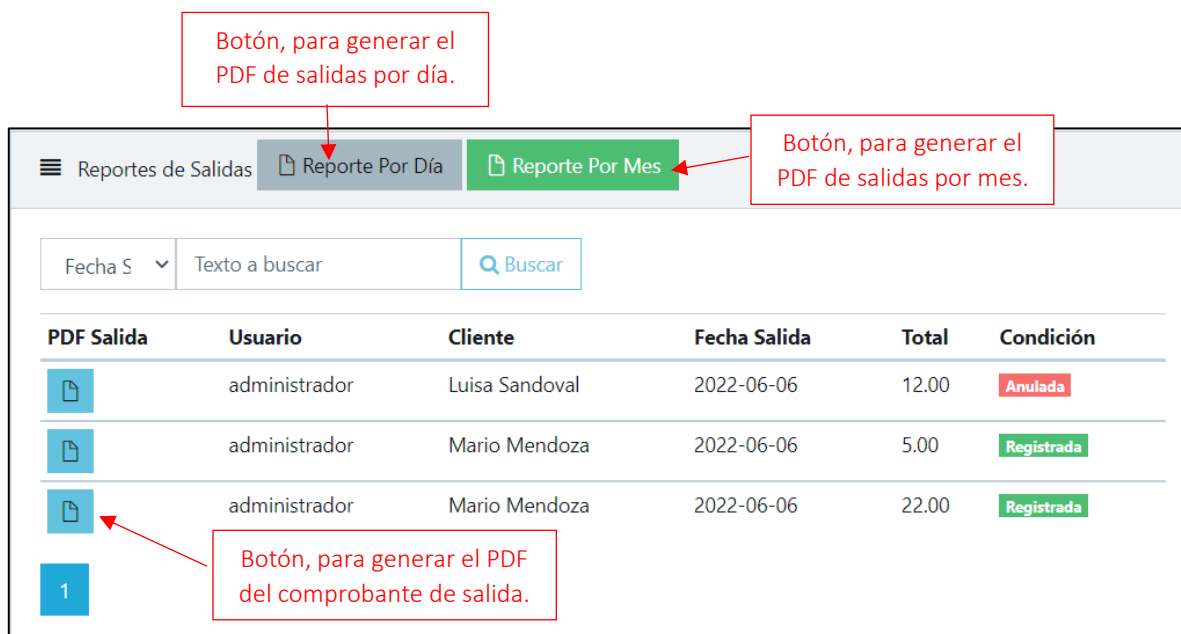 Botón, para generar el
PDF de salidas por día.
Botón, para generar el
PDF de salidas por mes.
Reportes de Salidas Reporte Por Día Reporte Por Mes
Fecha S Texto a buscar Buscar
PDF Salida Usuario Cliente Fecha Salida Total Condición
administrador Luisa Sandoval 2022-06-06 12.00 Anulada
administrador Mario Mendoza 2022-06-06 5.00 Registrada
administrador Mario Mendoza 2022-06-06 22.00 Registrada
Botón, para generar el PDF
del comprobante de salida.
1